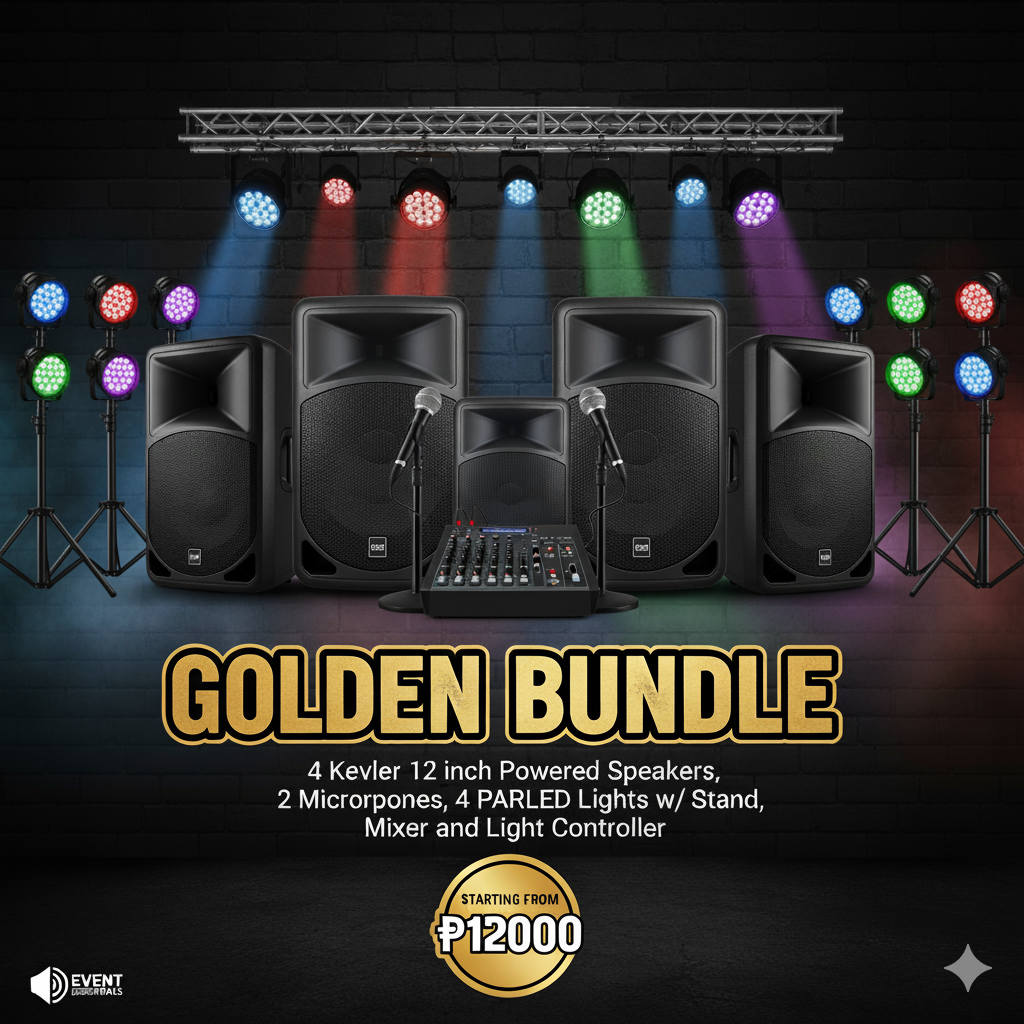 GOLDEN BUNDLE
4 Kevler 12 inch Powered Speakers,
2 Microrpones, 4 PARLED Lights w/ Stand,
Mixer and Light Controller
STARTING FROM
₱12000
EVENT